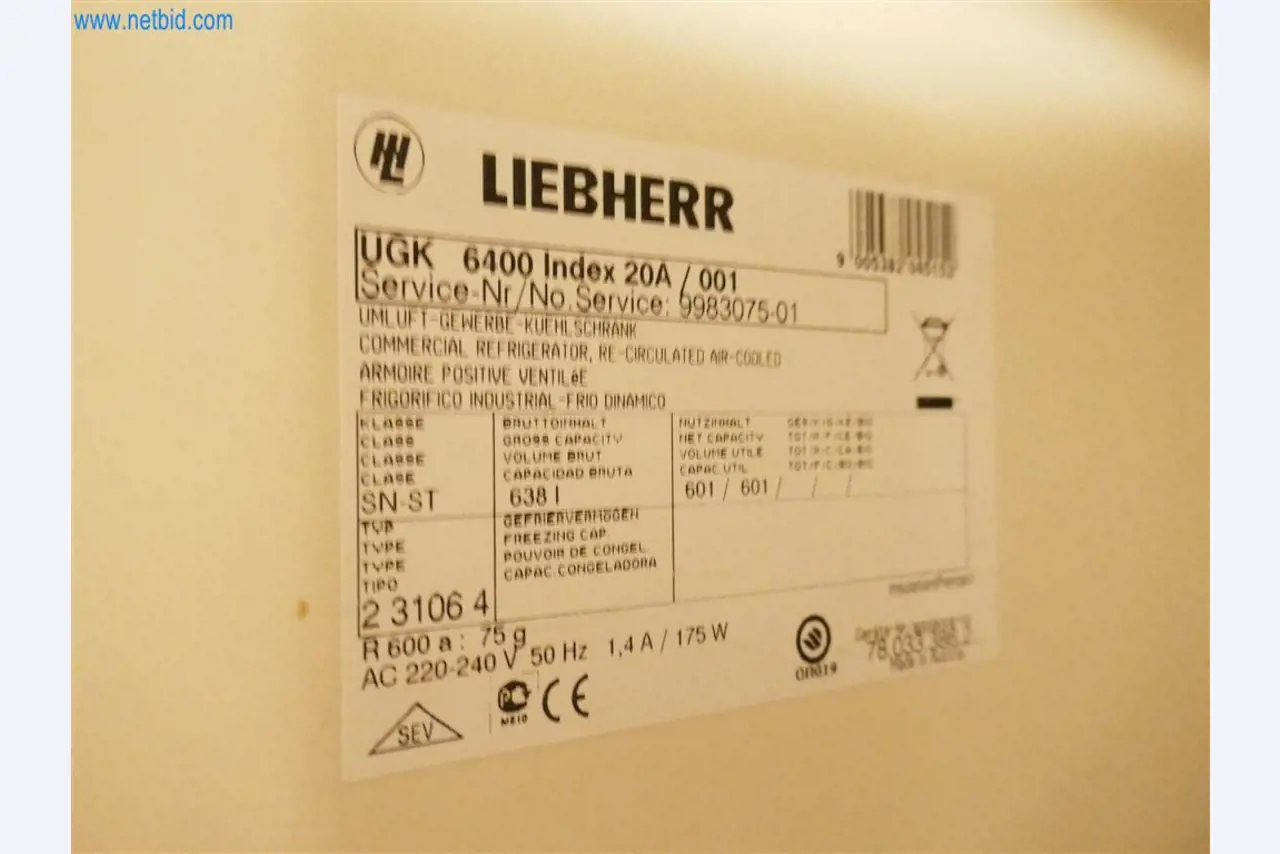 www.netbid.com
LIEBHERR
UGK 6400 Index 20A / 001
Service-Nr/No.Service: 9983075-01
UMLUFT-GEWERBE-KUEHLSCHRANK
COMMERCIAL REFRIGERATOR, RE-CIRCULATED AIR-COOLED
ARMOIRE POSITIVE VENTILéE
FRIGORIFICO INDUSTRIAL-FRIO DINAMICO
KLASSE
CLASS
CLASSE
CLASE
SN-ST
BRUTTOINHALT
GROSS CAPACITY
VOLUME BRUT
CAPACIDAD BRUTA
638 l
NUTZINHALT
NET CAPACITY
VOLUME UTILE
CAPAC.UTIL
601 / 601 / / /
TYP
TYPE
TYPE
TIPO
2 3106 4
GEFRIERVERMöGEN
FREEZING CAP.
POUVOIR DE CONGEL.
CAPAC.CONGELADORA
R 600 a : 75 g
AC 220-240 V 50 Hz 1,4 A / 175 W
SEV
CE